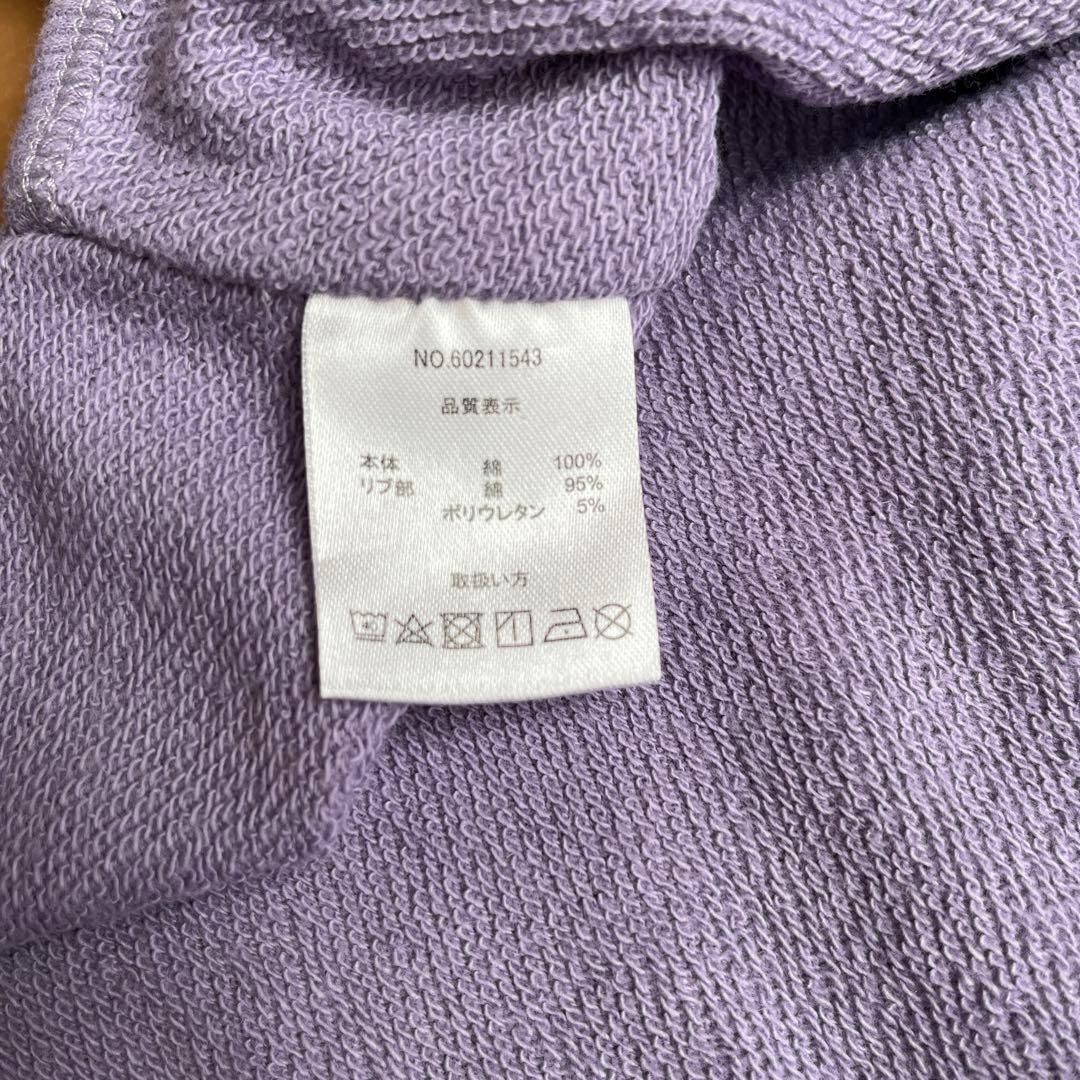 NO.60211543
品質表示
本体 綿 100%
リブ部 綿 95%
ポリウレタン 5%
取扱い方